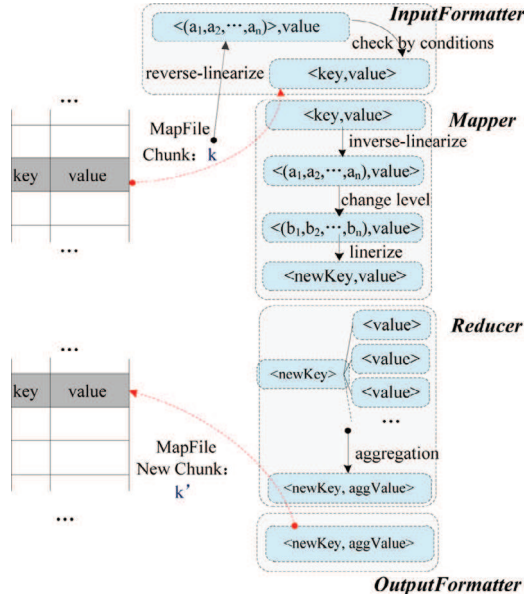 InputFormatter
<(a₁,a₂,⋯,aₙ)>,value
check by conditions
reverse-linearize
<key,value>
...
MapFile
Chunk: k
key value
...
<key,value>
Mapper
inverse-linearize
<(a₁,a₂,⋯,aₙ),value>
change level
<(b₁,b₂,⋯,bₙ),value>
linerize
<newKey,value>
Reducer
<value>
<value>
<newKey>
<value>
...
aggregation
<newKey, aggValue>
...
key value
MapFile
New Chunk:
k'
...
<newKey, aggValue>
OutputFormatter